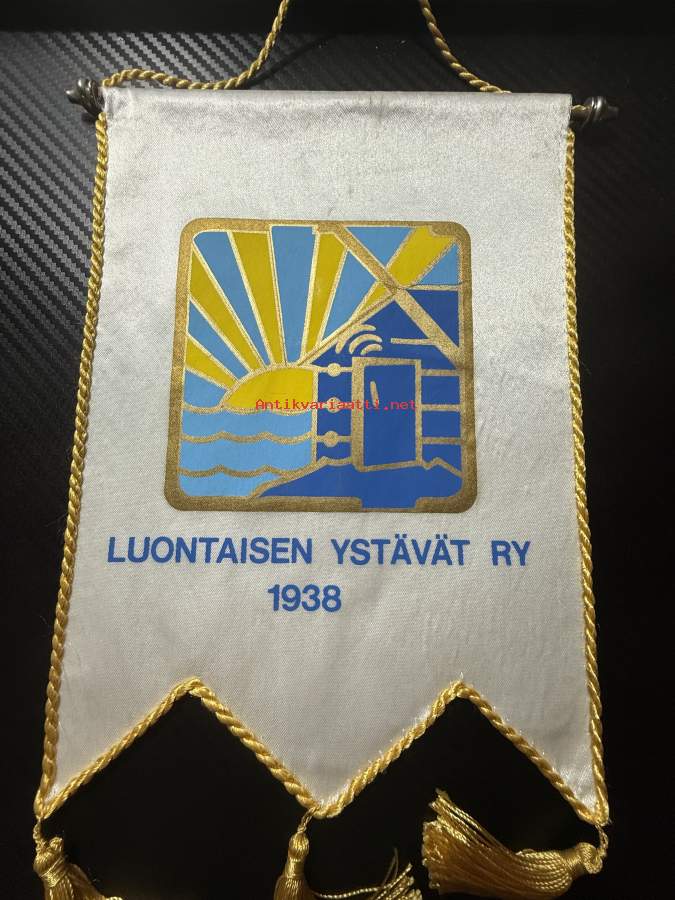 Antikvariaatti.net
LUONTAISEN YSTÄVÄT RY
1938